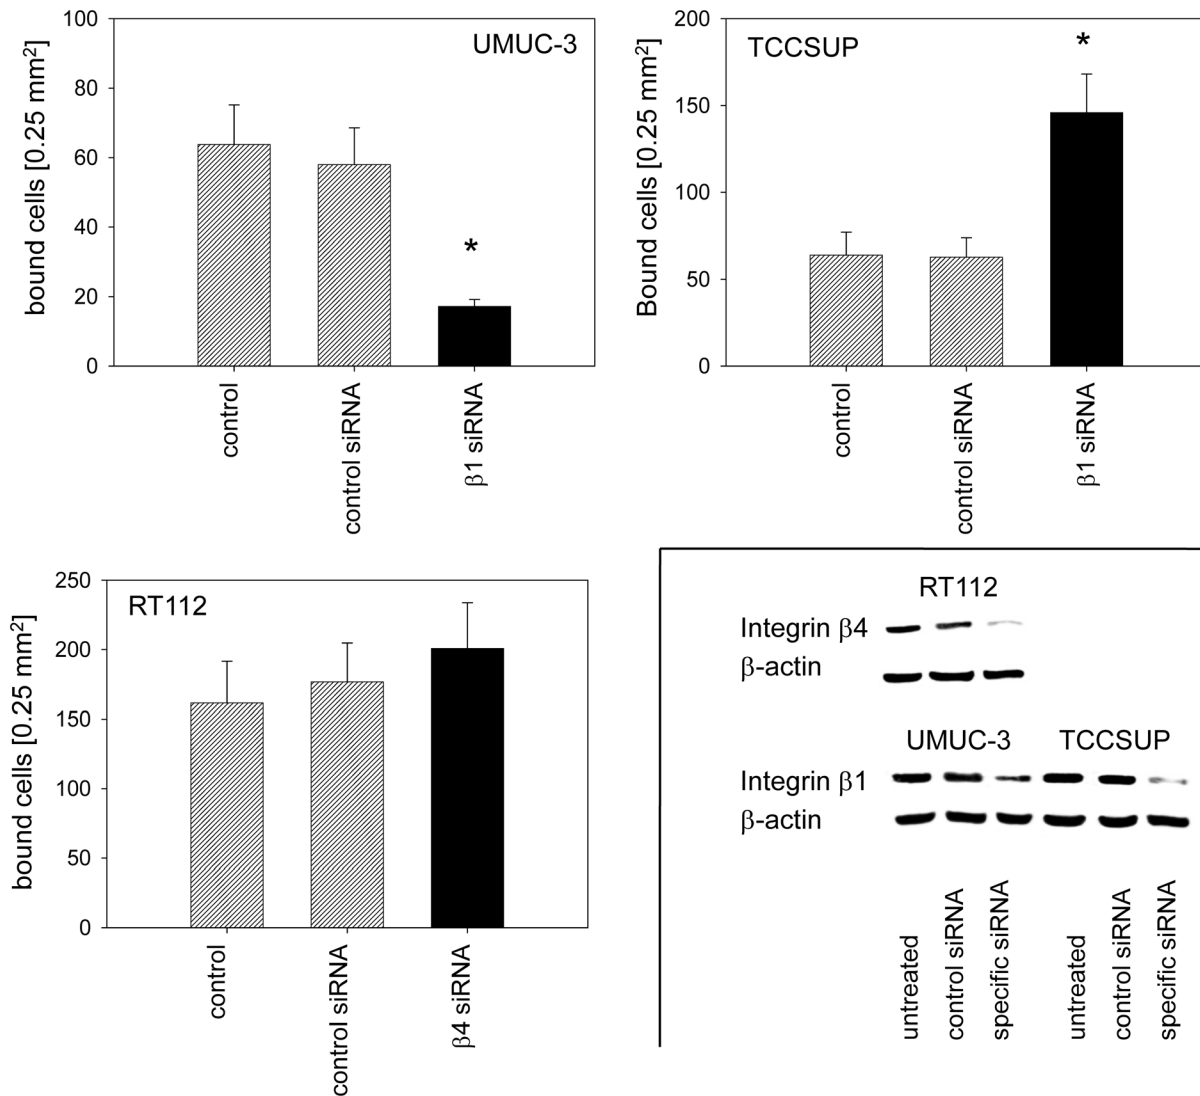 UMUC-3
bound cells [0.25 mm²]
100
80
60
40
20
0
control
control siRNA
β1 siRNA
*
TCCSUP
Bound cells [0.25 mm²]
200
150
100
50
0
control
control siRNA
β1 siRNA
*
RT112
bound cells [0.25 mm²]
250
200
150
100
50
0
control
control siRNA
β4 siRNA
RT112
Integrin β4
β-actin
UMUC-3 TCCSUP
Integrin β1
β-actin
untreated
control siRNA
specific siRNA
untreated
control siRNA
specific siRNA